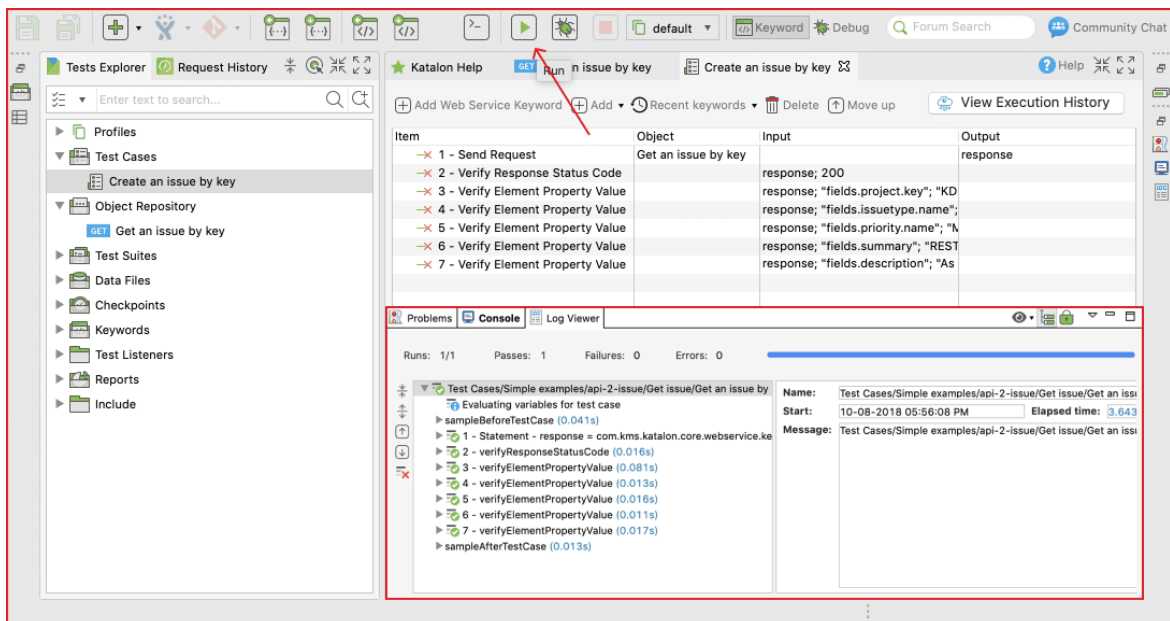 default
Keyword
Debug
Forum Search
Community Chat
Tests Explorer
Request History
Katalon Help
GET
n issue by key
Run
Create an issue by key
Help
Enter text to search...
Add Web Service Keyword
Add
Recent keywords
Delete
Move up
View Execution History
Profiles
Test Cases
Create an issue by key
Object Repository
GET Get an issue by key
Test Suites
Data Files
Checkpoints
Keywords
Test Listeners
Reports
Include
Item Object Input Output
1 - Send Request Get an issue by key response
2 - Verify Response Status Code response; 200
3 - Verify Element Property Value response; "fields.project.key"; "KD
4 - Verify Element Property Value response; "fields.issuetype.name";
5 - Verify Element Property Value response; "fields.priority.name"; "M
6 - Verify Element Property Value response; "fields.summary"; "REST
7 - Verify Element Property Value response; "fields.description"; "As
Problems Console Log Viewer
Runs: 1/1 Passes: 1 Failures: 0 Errors: 0
Test Cases/Simple examples/api-2-issue/Get issue/Get an issue by
Evaluating variables for test case
sampleBeforeTestCase (0.041s)
1 - Statement - response = com.kms.katalon.core.webservice.ke
2 - verifyResponseStatusCode (0.016s)
3 - verifyElementPropertyValue (0.081s)
4 - verifyElementPropertyValue (0.013s)
5 - verifyElementPropertyValue (0.016s)
6 - verifyElementPropertyValue (0.011s)
7 - verifyElementPropertyValue (0.017s)
sampleAfterTestCase (0.013s)
Name: Test Cases/Simple examples/api-2-issue/Get issue/Get an issu
Start: 10-08-2018 05:56:08 PM Elapsed time: 3.643
Message: Test Cases/Simple examples/api-2-issue/Get issue/Get an issu